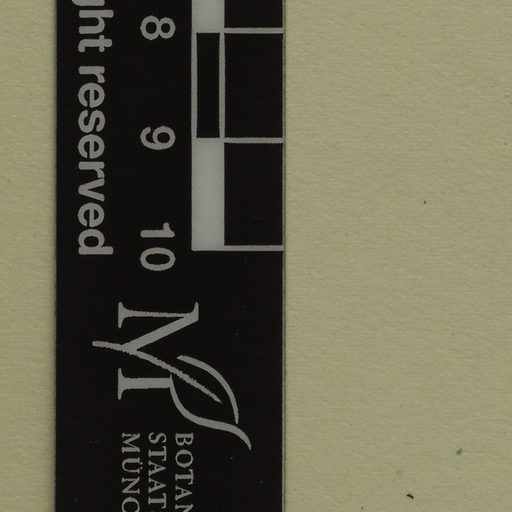 ght reserved
8
9
10
M
BOTAN
STAAT
MÜNC